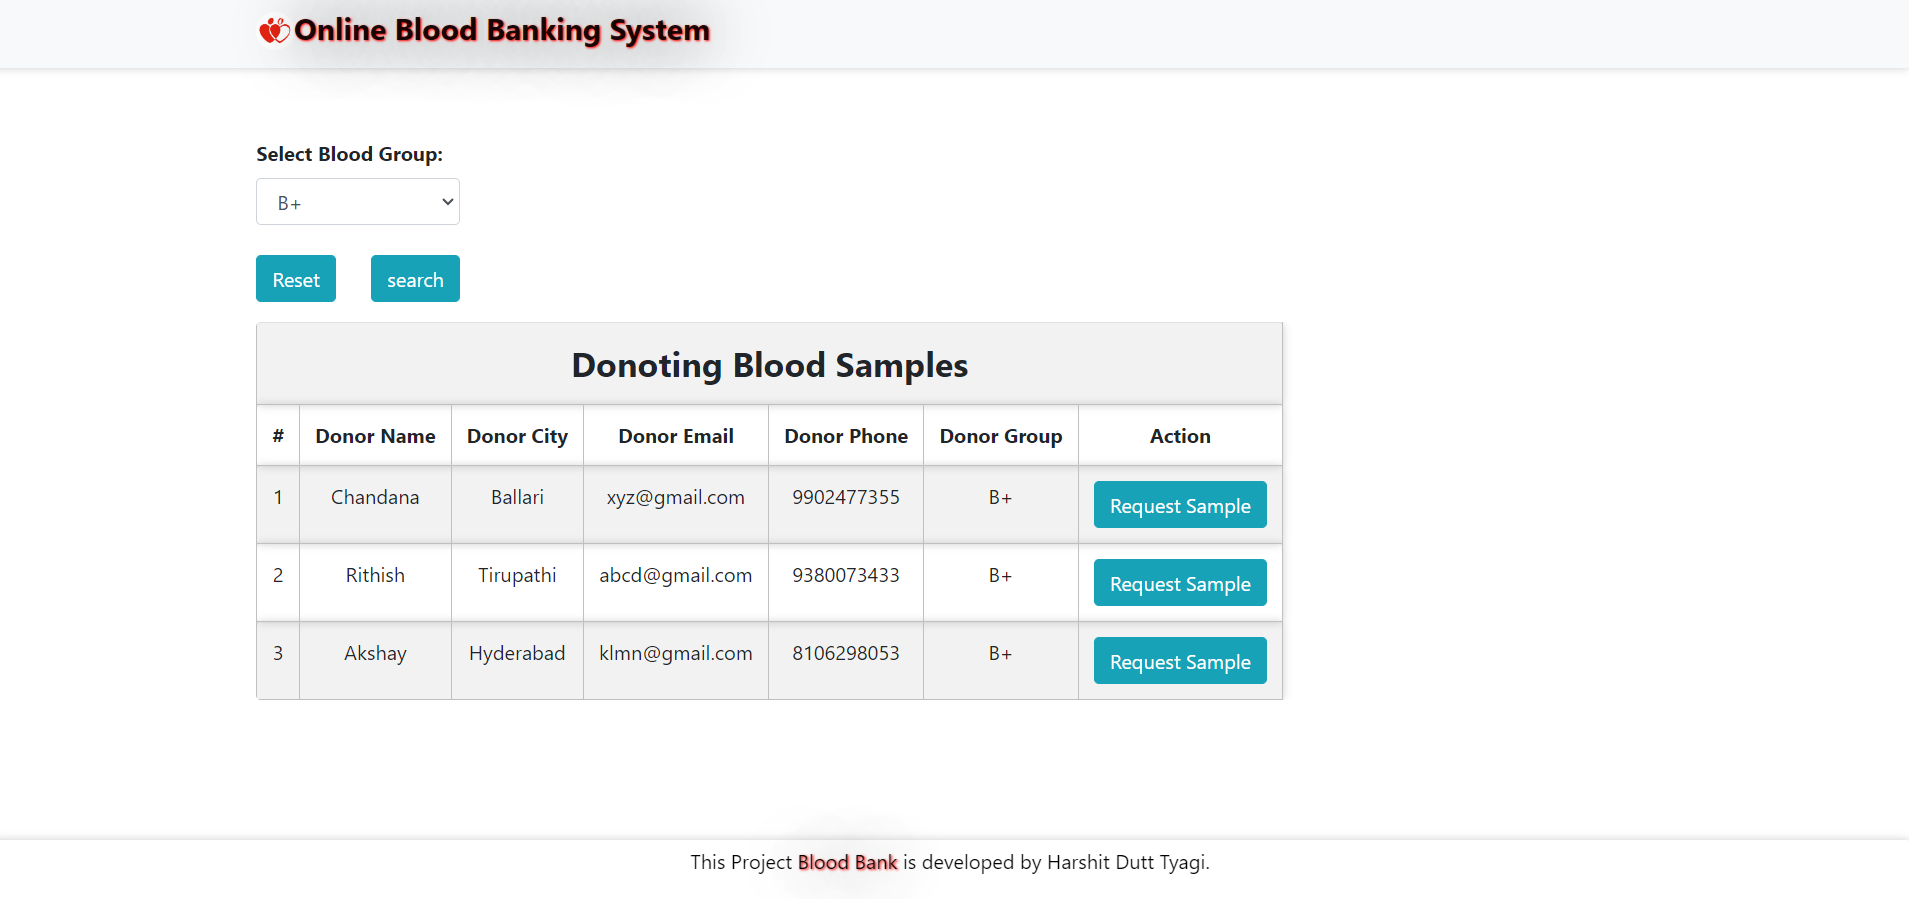 Online Blood Banking System
Select Blood Group:
B+
Reset search
Donoting Blood Samples
# Donor Name Donor City Donor Email Donor Phone Donor Group Action
1 Chandana Ballari xyz@gmail.com 9902477355 B+ Request Sample
2 Rithish Tirupathi abcd@gmail.com 9380073433 B+ Request Sample
3 Akshay Hyderabad klmn@gmail.com 8106298053 B+ Request Sample
This Project Blood Bank is developed by Harshit Dutt Tyagi.